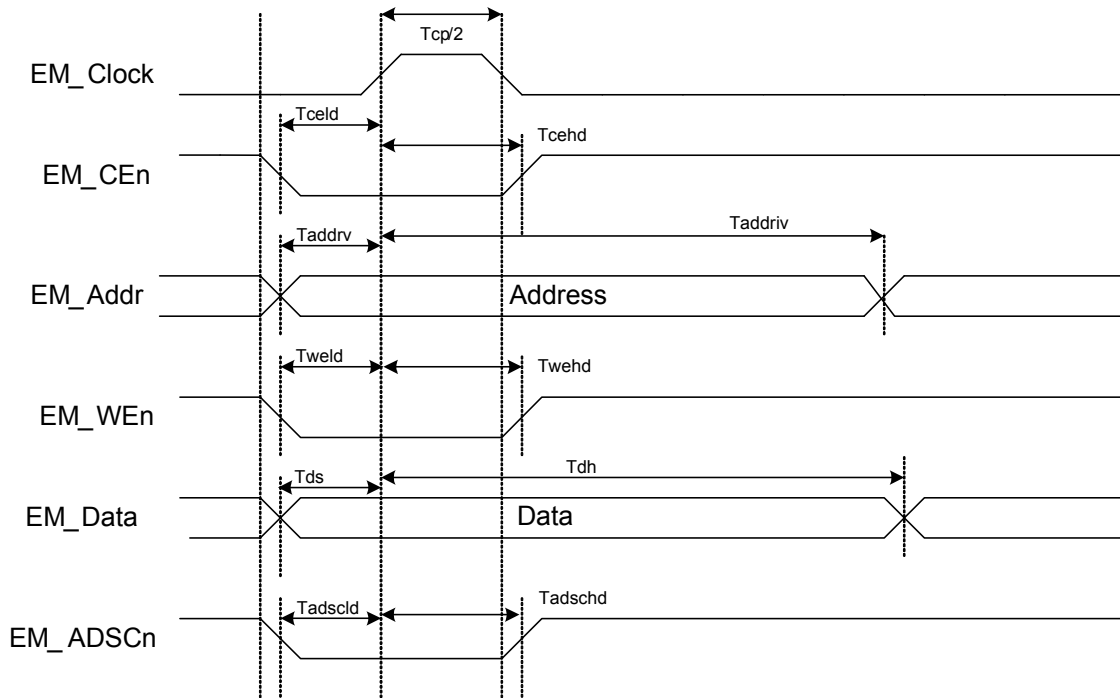 Tcp/2
EM_Clock
Tceld
Tcehd
EM_CEn
Taddrv
Taddriv
EM_Addr
Address
Tweld
Twehd
EM_WEn
Tds
Tdh
EM_Data
Data
Tadscld
Tadschd
EM_ADSCn